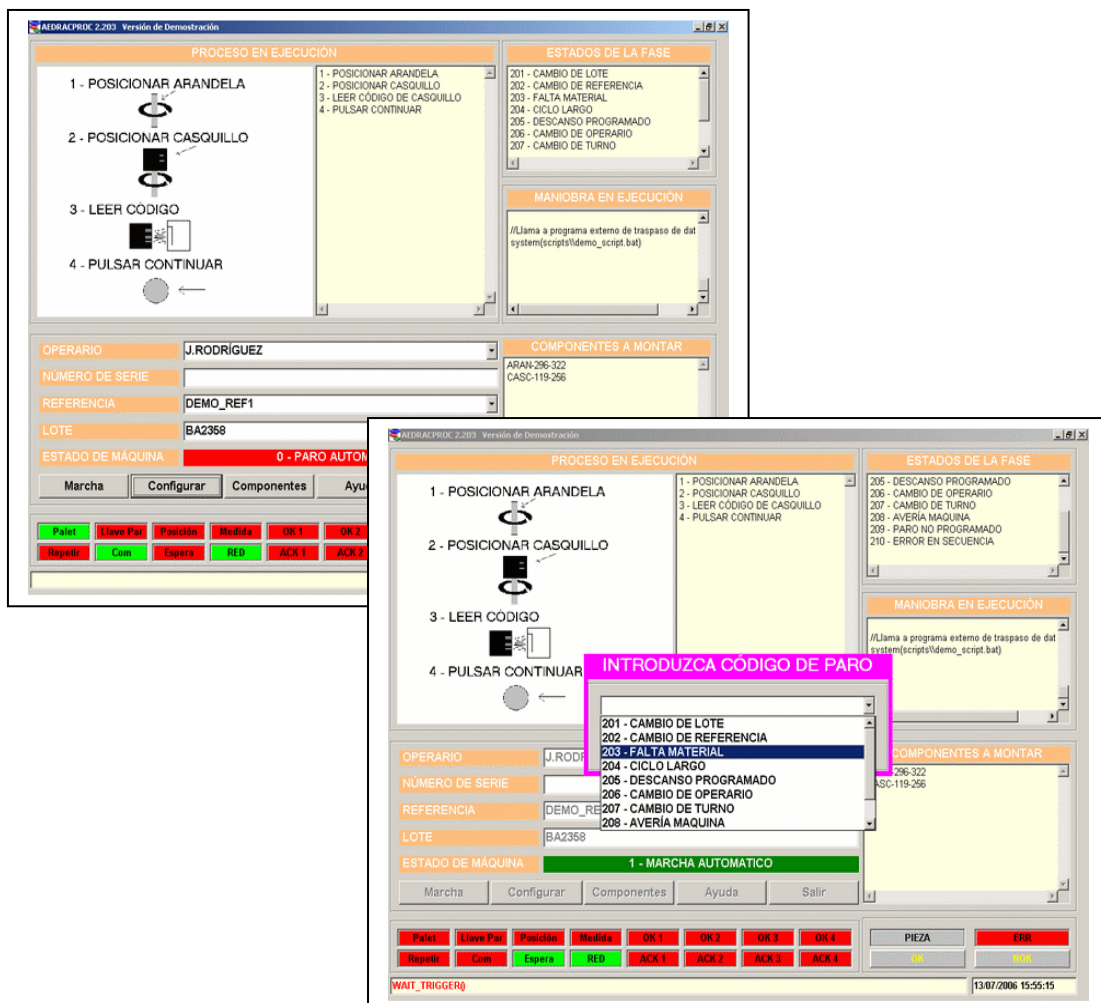 AEDRACPROC 2.203 Versión de Demostración
PROCESO EN EJECUCIÓN
1 - POSICIONAR ARANDELA
2 - POSICIONAR CASQUILLO
3 - LEER CÓDIGO
4 - PULSAR CONTINUAR
1 - POSICIONAR ARANDELA
2 - POSICIONAR CASQUILLO
3 - LEER CÓDIGO DE CASQUILLO
4 - PULSAR CONTINUAR
ESTADOS DE LA FASE
201 - CAMBIO DE LOTE
202 - CAMBIO DE REFERENCIA
203 - FALTA MATERIAL
204 - CICLO LARGO
205 - DESCANSO PROGRAMADO
206 - CAMBIO DE OPERARIO
207 - CAMBIO DE TURNO
MANIOBRA EN EJECUCIÓN
//Llama a programa externo de traspaso de dat
system(scripts\\demo_script.bat)
OPERARIO J.RODRÍGUEZ
NÚMERO DE SERIE
REFERENCIA DEMO_REF1
LOTE BA2358
ESTADO DE MÁQUINA 0 - PARO AUTOM
COMPONENTES A MONTAR
ARAN-296-322
CASC-119-256
Marcha Configurar Componentes Ayu
Palet Llave Par Posición Medida OK 1 OK 2
Repetir Com Espera RED ACK 1 ACK 2
AEDRACPROC 2.203 Versión de Demostración
PROCESO EN EJECUCIÓN
1 - POSICIONAR ARANDELA
2 - POSICIONAR CASQUILLO
3 - LEER CÓDIGO
4 - PULSAR CONTINUAR
1 - POSICIONAR ARANDELA
2 - POSICIONAR CASQUILLO
3 - LEER CÓDIGO DE CASQUILLO
4 - PULSAR CONTINUAR
ESTADOS DE LA FASE
205 - DESCANSO PROGRAMADO
206 - CAMBIO DE OPERARIO
207 - CAMBIO DE TURNO
208 - AVERÍA MAQUINA
209 - PARO NO PROGRAMADO
210 - ERROR EN SECUENCIA
MANIOBRA EN EJECUCIÓN
//Llama a programa externo de traspaso de dat
system(scripts\\demo_script.bat)
INTRODUZCA CÓDIGO DE PARO
201 - CAMBIO DE LOTE
202 - CAMBIO DE REFERENCIA
203 - FALTA MATERIAL
204 - CICLO LARGO
205 - DESCANSO PROGRAMADO
206 - CAMBIO DE OPERARIO
207 - CAMBIO DE TURNO
208 - AVERÍA MAQUINA
OPERARIO J.ROD
NÚMERO DE SERIE
REFERENCIA DEMO_RE
LOTE BA2358
ESTADO DE MÁQUINA 1 - MARCHA AUTOMATICO
COMPONENTES A MONTAR
-296-322
ASC-119-256
Marcha Configurar Componentes Ayuda Salir
Palet Llave Par Posición Medida OK 1 OK 2 OK 3 OK 4
Repetir Com Espera RED ACK 1 ACK 2 ACK 3 ACK 4
PIEZA ERR
OK NOK
WAIT_TRIGGER()
13/07/2006 15:55:15